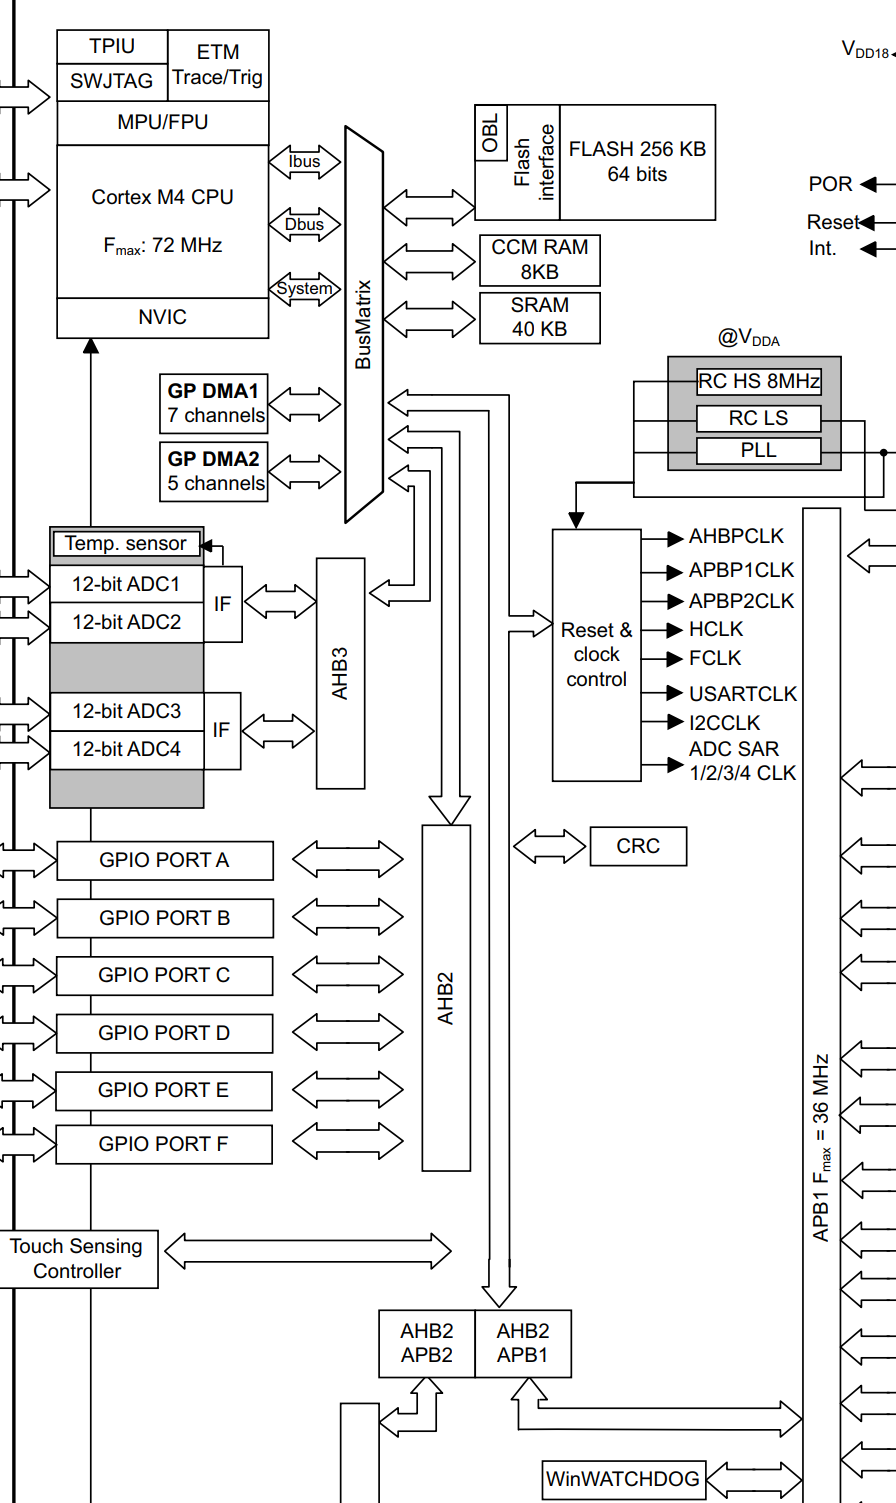 TPIU
ETM
Trace/Trig
SWJTAG
MPU/FPU
Cortex M4 CPU
Fmax: 72 MHz
NVIC
Ibus
Dbus
System
BusMatrix
OBL
Flash
interface
FLASH 256 KB
64 bits
CCM RAM
8KB
SRAM
40 KB
VDD18
POR
Reset
Int.
@VDDA
RC HS 8MHz
RC LS
PLL
GP DMA1
7 channels
GP DMA2
5 channels
Temp. sensor
12-bit ADC1
12-bit ADC2
IF
12-bit ADC3
12-bit ADC4
IF
AHB3
Reset &
clock
control
AHBPCLK
APBP1CLK
APBP2CLK
HCLK
FCLK
USARTCLK
I2CCLK
ADC SAR
1/2/3/4 CLK
CRC
GPIO PORT A
GPIO PORT B
GPIO PORT C
GPIO PORT D
GPIO PORT E
GPIO PORT F
AHB2
APB1 Fmax = 36 MHz
Touch Sensing
Controller
AHB2
APB2
AHB2
APB1
WinWATCHDOG